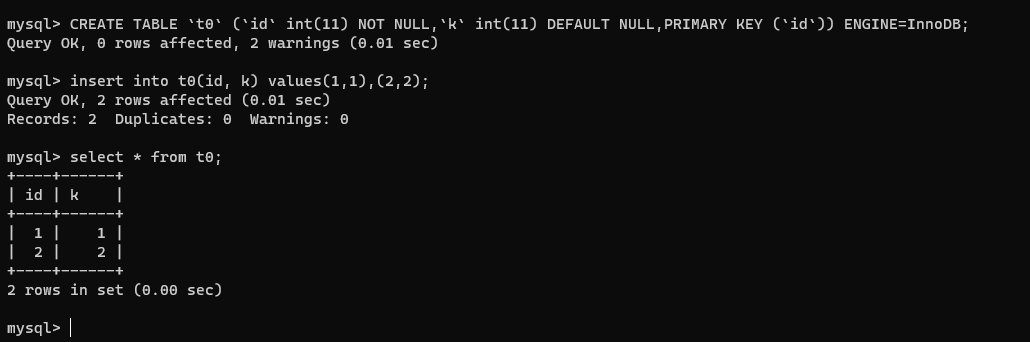 mysql> CREATE TABLE `t0` (`id` int(11) NOT NULL,`k` int(11) DEFAULT NULL,PRIMARY KEY (`id`)) ENGINE=InnoDB;
Query OK, 0 rows affected, 2 warnings (0.01 sec)

mysql> insert into t0(id, k) values(1,1),(2,2);
Query OK, 2 rows affected (0.01 sec)
Records: 2  Duplicates: 0  Warnings: 0

mysql> select * from t0;
+----+------+
| id | k    |
+----+------+
|  1 |    1 |
|  2 |    2 |
+----+------+
2 rows in set (0.00 sec)

mysql>